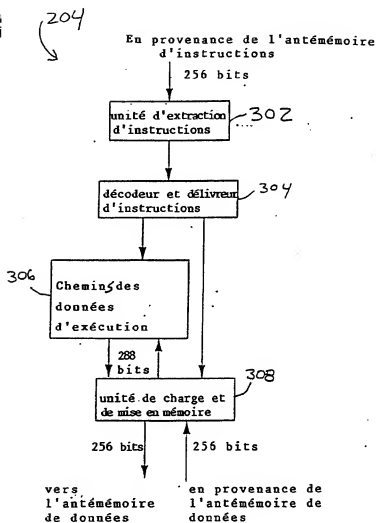 204
En provenance de l'antémémoire
d'instructions
256 bits
unité d'extraction
d'instructions
302
décodeur et délivreur
d'instructions
304
306
Chemins des
données
d'exécution
288
bits
unité de charge et
de mise en mémoire
308
256 bits
256 bits
vers
l'antémémoire
de données
en provenance de
l'antémémoire de
données